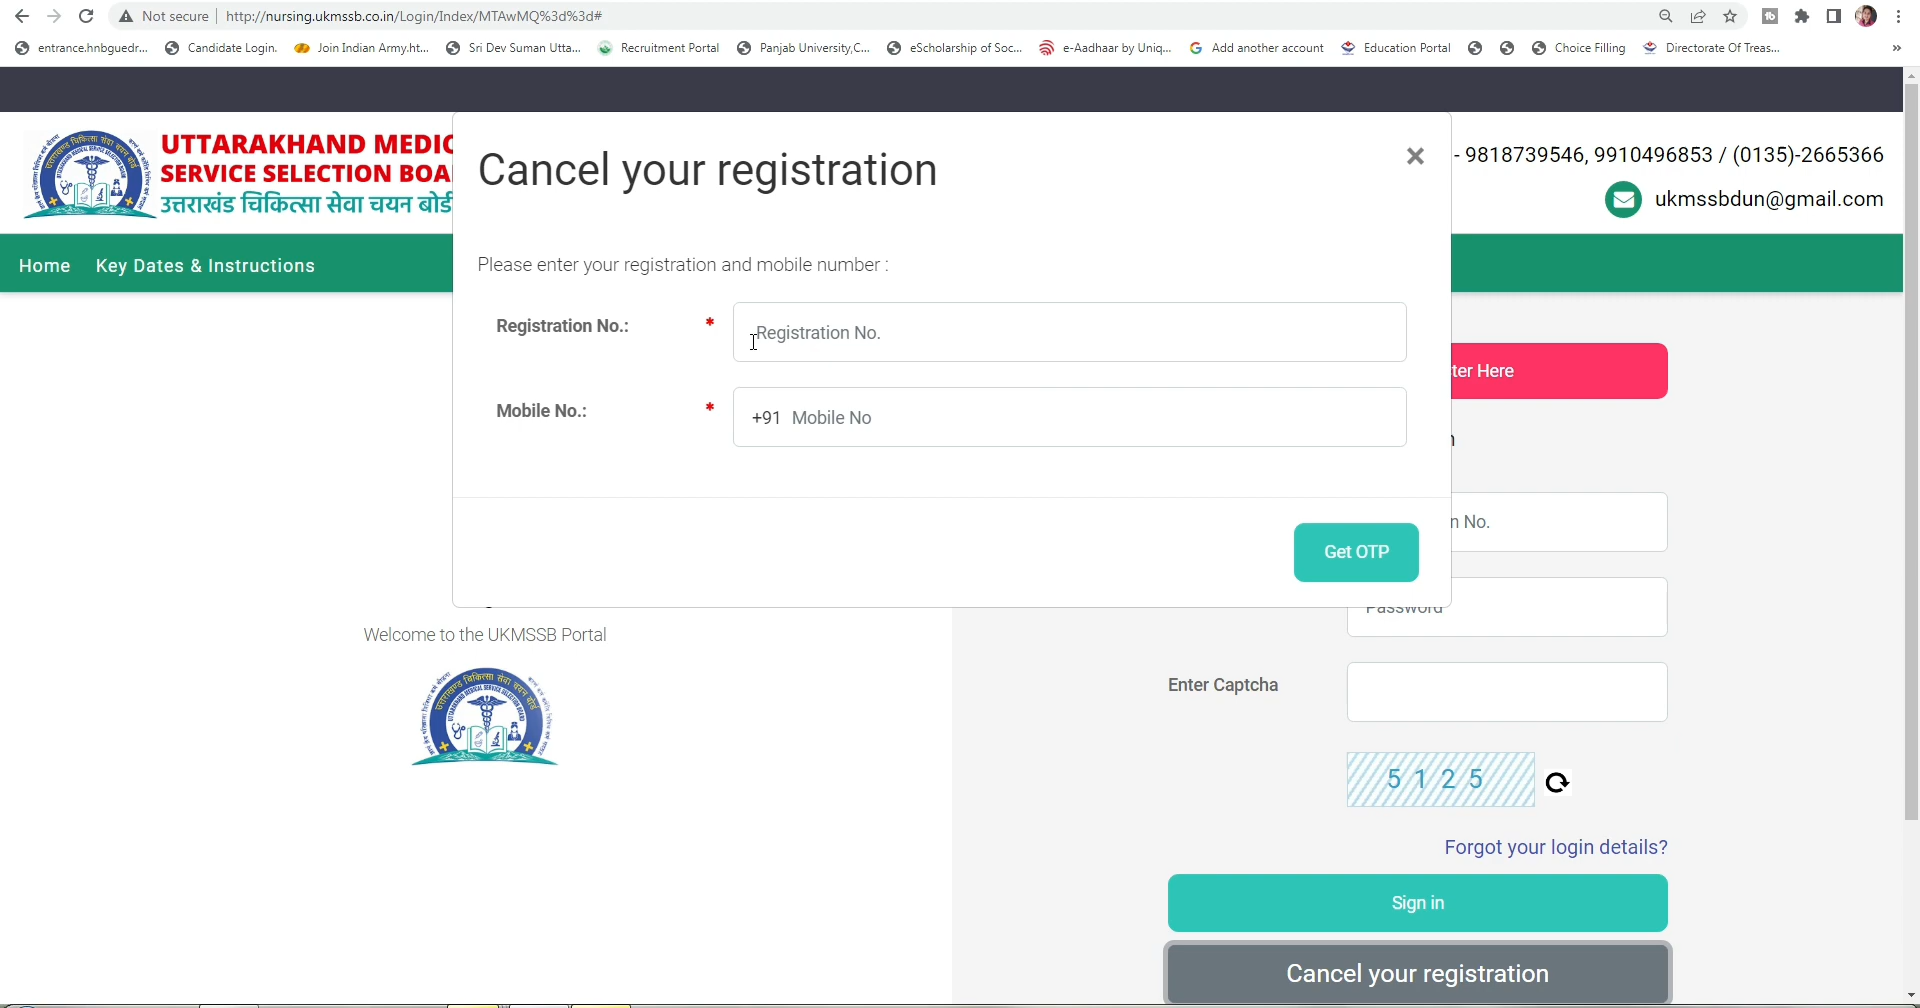 Not secure
http://nursing.ukmssb.co.in/Login/Index/MTAwMQ%3d%3d#
entrance.hnbguedr...
Candidate Login.
Join Indian Army.ht...
Sri Dev Suman Utta...
Recruitment Portal
Panjab University,C...
eScholarship of Soc...
e-Aadhaar by Uniq...
Add another account
Education Portal
Choice Filling
Directorate Of Treas...
»
UTTARAKHAND MEDIC
SERVICE SELECTION BOA
उत्तराखंड चिकित्सा सेवा चयन बोर्ड
- 9818739546, 9910496853 / (0135)-2665366
ukmssbdun@gmail.com
Home
Key Dates & Instructions
Cancel your registration
×
Please enter your registration and mobile number :
Registration No.:
*
Registration No.
Mobile No.:
*
+91 Mobile No
Get OTP
ter Here
n No.
Password
Welcome to the UKMSSB Portal
Enter Captcha
5 1 2 5
Forgot your login details?
Sign in
Cancel your registration